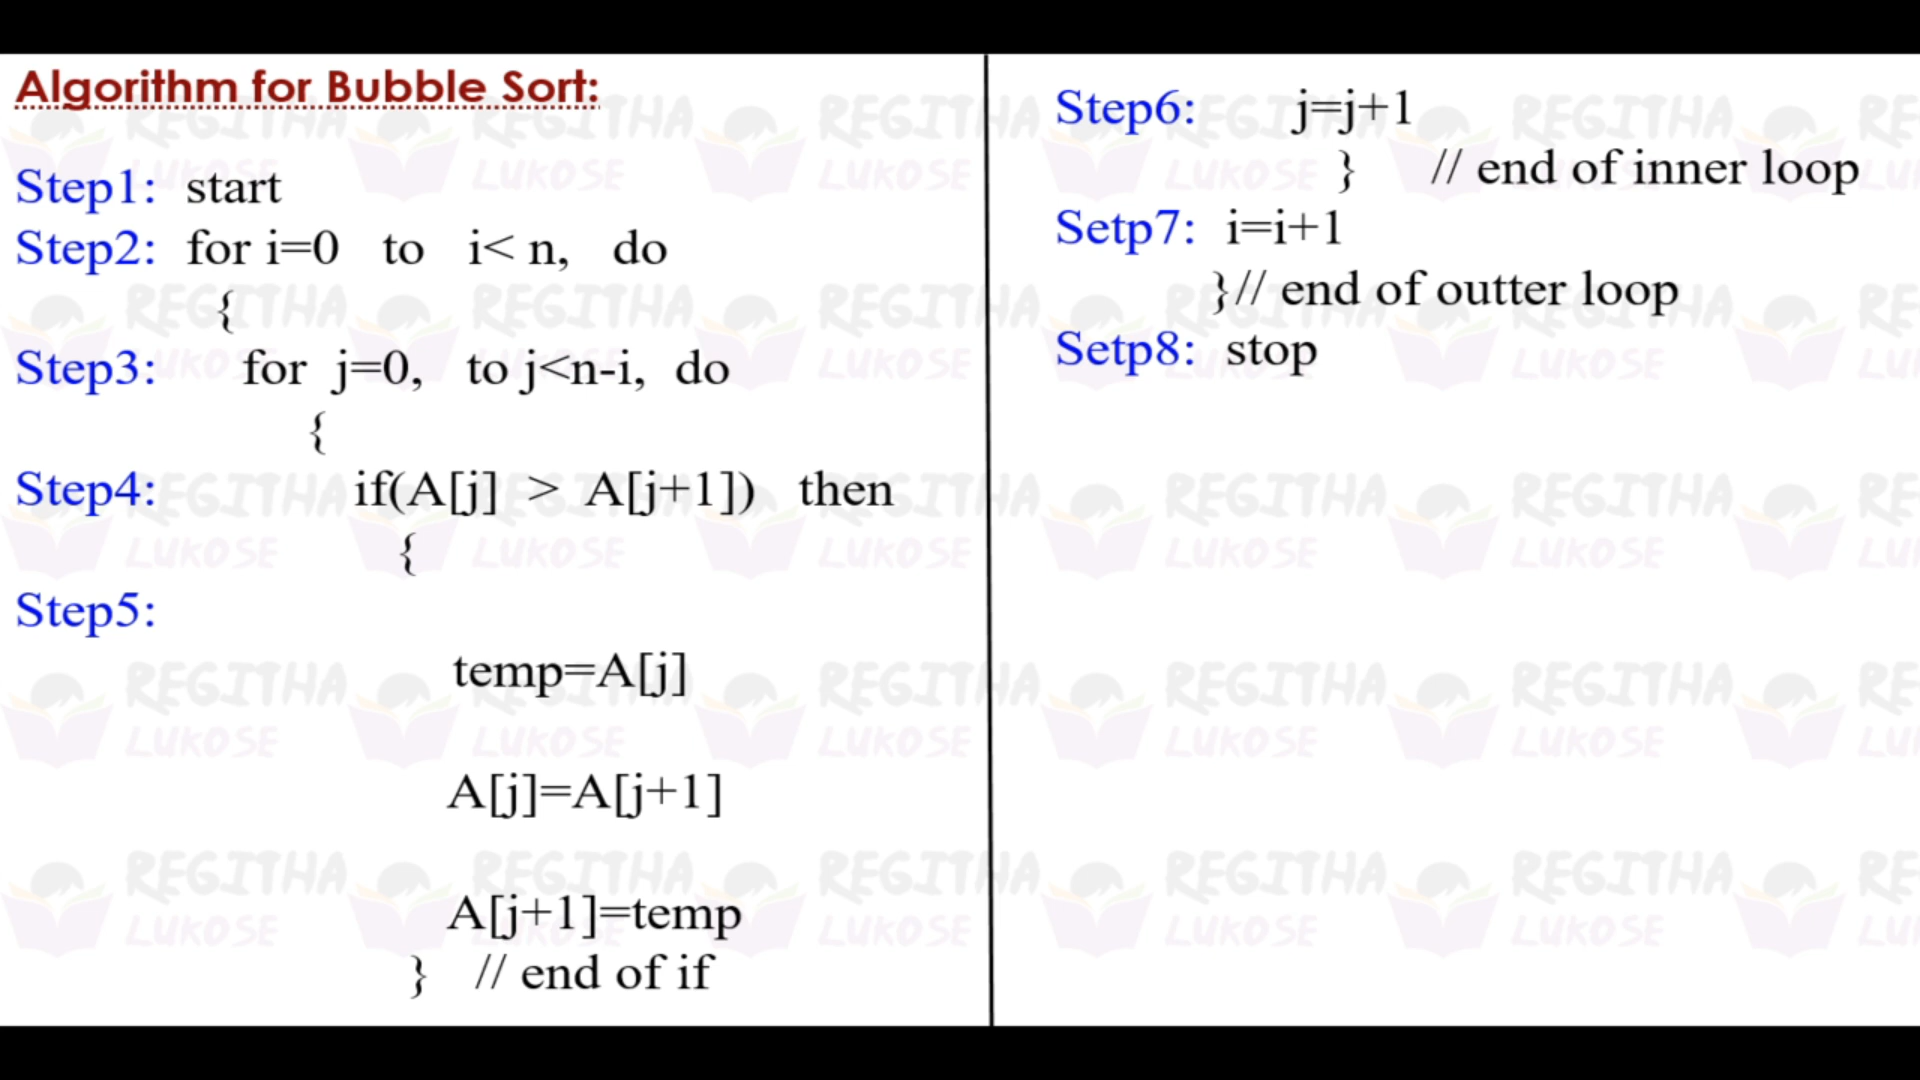 Algorithm for Bubble Sort:
Step1: start
Step2: for i=0 to i< n, do
{
Step3: for j=0, to j<n-i, do
{
Step4: if(A[j] > A[j+1]) then
{
Step5:
temp=A[j]
A[j]=A[j+1]
A[j+1]=temp
} // end of if
Step6: j=j+1
} // end of inner loop
Setp7: i=i+1
}// end of outter loop
Setp8: stop
REGITHA
LUKOSE